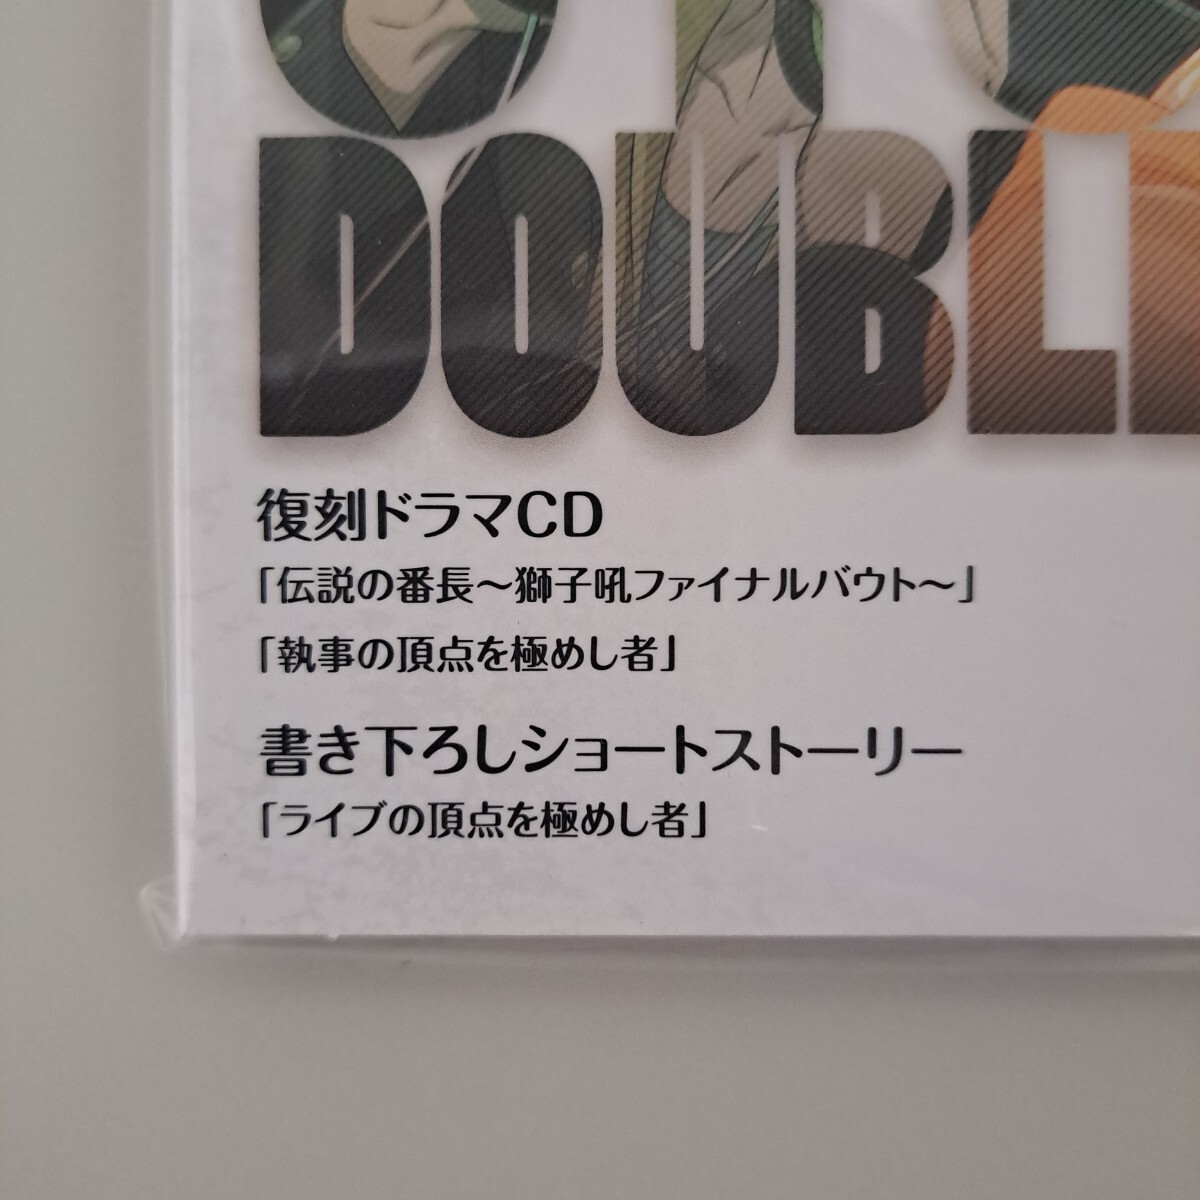 DOUBL
復刻ドラマCD
「伝説の番長～獅子吼ファイナルバウト～」
「執事の頂点を極めし者」
書き下ろしショートストーリー
「ライブの頂点を極めし者」